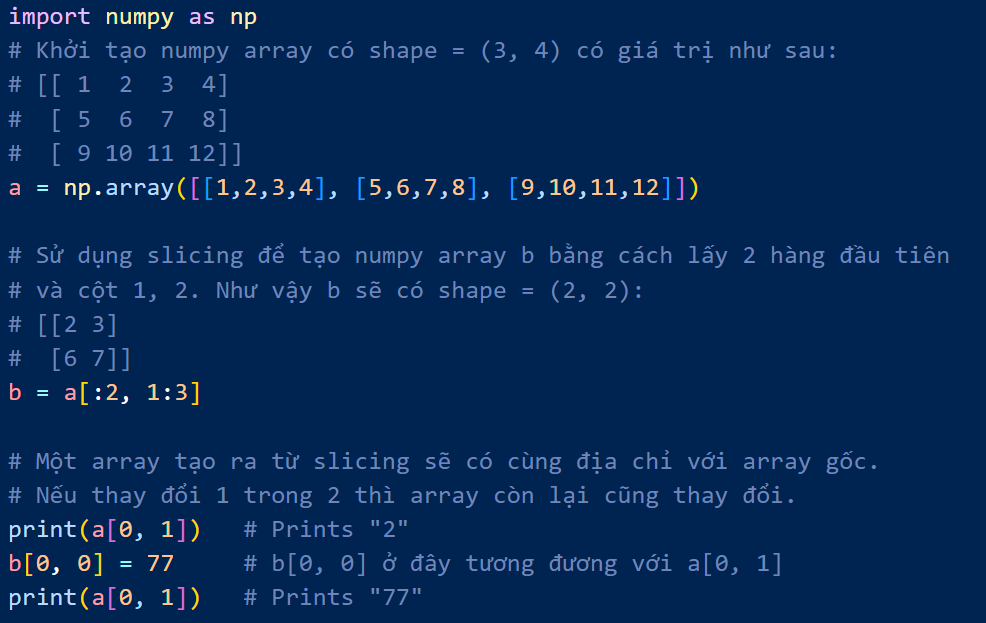 import numpy as np
# Khởi tạo numpy array có shape = (3, 4) có giá trị như sau:
# [[ 1  2  3  4]
#  [ 5  6  7  8]
#  [ 9 10 11 12]]
a = np.array([[1,2,3,4], [5,6,7,8], [9,10,11,12]])
# Sử dụng slicing để tạo numpy array b bằng cách lấy 2 hàng đầu tiên
# và cột 1, 2. Như vậy b sẽ có shape = (2, 2):
# [[2 3]
#  [6 7]]
b = a[:2, 1:3]
# Một array tạo ra từ slicing sẽ có cùng địa chỉ với array gốc.
# Nếu thay đổi 1 trong 2 thì array còn lại cũng thay đổi.
print(a[0, 1])   # Prints "2"
b[0, 0] = 77     # b[0, 0] ở đây tương đương với a[0, 1]
print(a[0, 1])   # Prints "77"